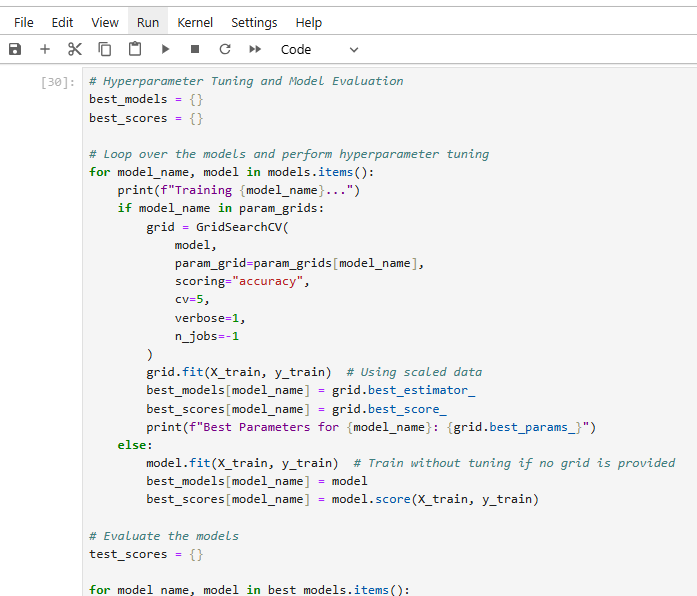 File Edit View Run Kernel Settings Help
Code
[30]: # Hyperparameter Tuning and Model Evaluation
best_models = {}
best_scores = {}
# Loop over the models and perform hyperparameter tuning
for model_name, model in models.items():
    print(f"Training {model_name}...")
    if model_name in param_grids:
        grid = GridSearchCV(
            model,
            param_grid=param_grids[model_name],
            scoring="accuracy",
            cv=5,
            verbose=1,
            n_jobs=-1
        )
        grid.fit(X_train, y_train)  # Using scaled data
        best_models[model_name] = grid.best_estimator_
        best_scores[model_name] = grid.best_score_
        print(f"Best Parameters for {model_name}: {grid.best_params_}")
    else:
        model.fit(X_train, y_train)  # Train without tuning if no grid is provided
        best_models[model_name] = model
        best_scores[model_name] = model.score(X_train, y_train)
# Evaluate the models
test_scores = {}
for model_name, model in best_models.items():